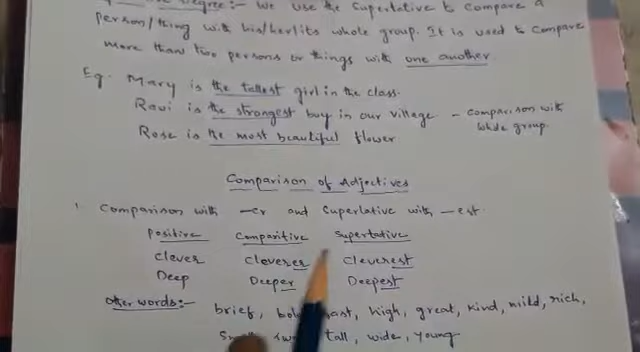 Degree:- We use the Superlative to compare a
person/thing with his/her/its whole group. It is used to compare
more than two persons or things with one another.
Eg. Mary is the tallest girl in the class.
Ravi is the strongest boy in our village - comparison with
whole group.
Rose is the most beautiful flower
Comparison of Adjectives
1. Comparison with -er and Superlative with -est.
Positive Comparitive Superlative
Clever Cleverer Cleverest
Deep Deeper Deepest
Other words:- brief, high, great, kind, mild, rich,
tall, wide, young